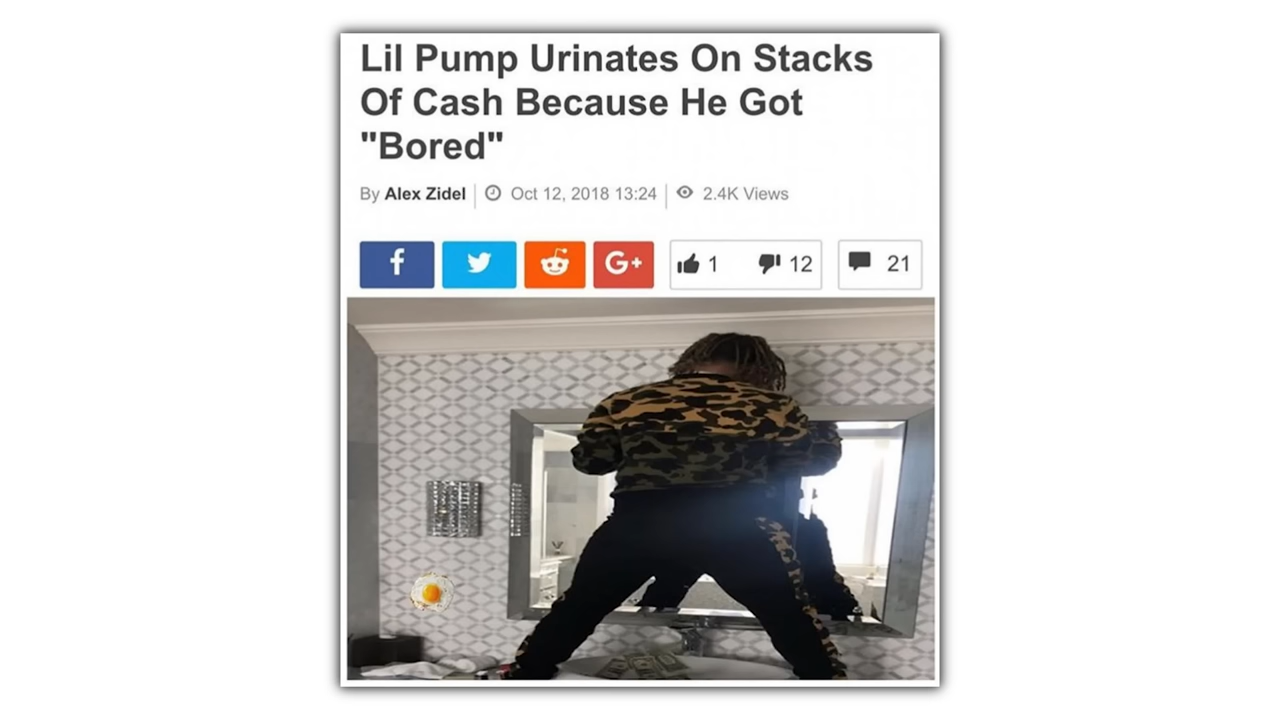 Lil Pump Urinates On Stacks
Of Cash Because He Got
"Bored"
By Alex Zidel Oct 12, 2018 13:24 2.4K Views
f G+ 1 12 21